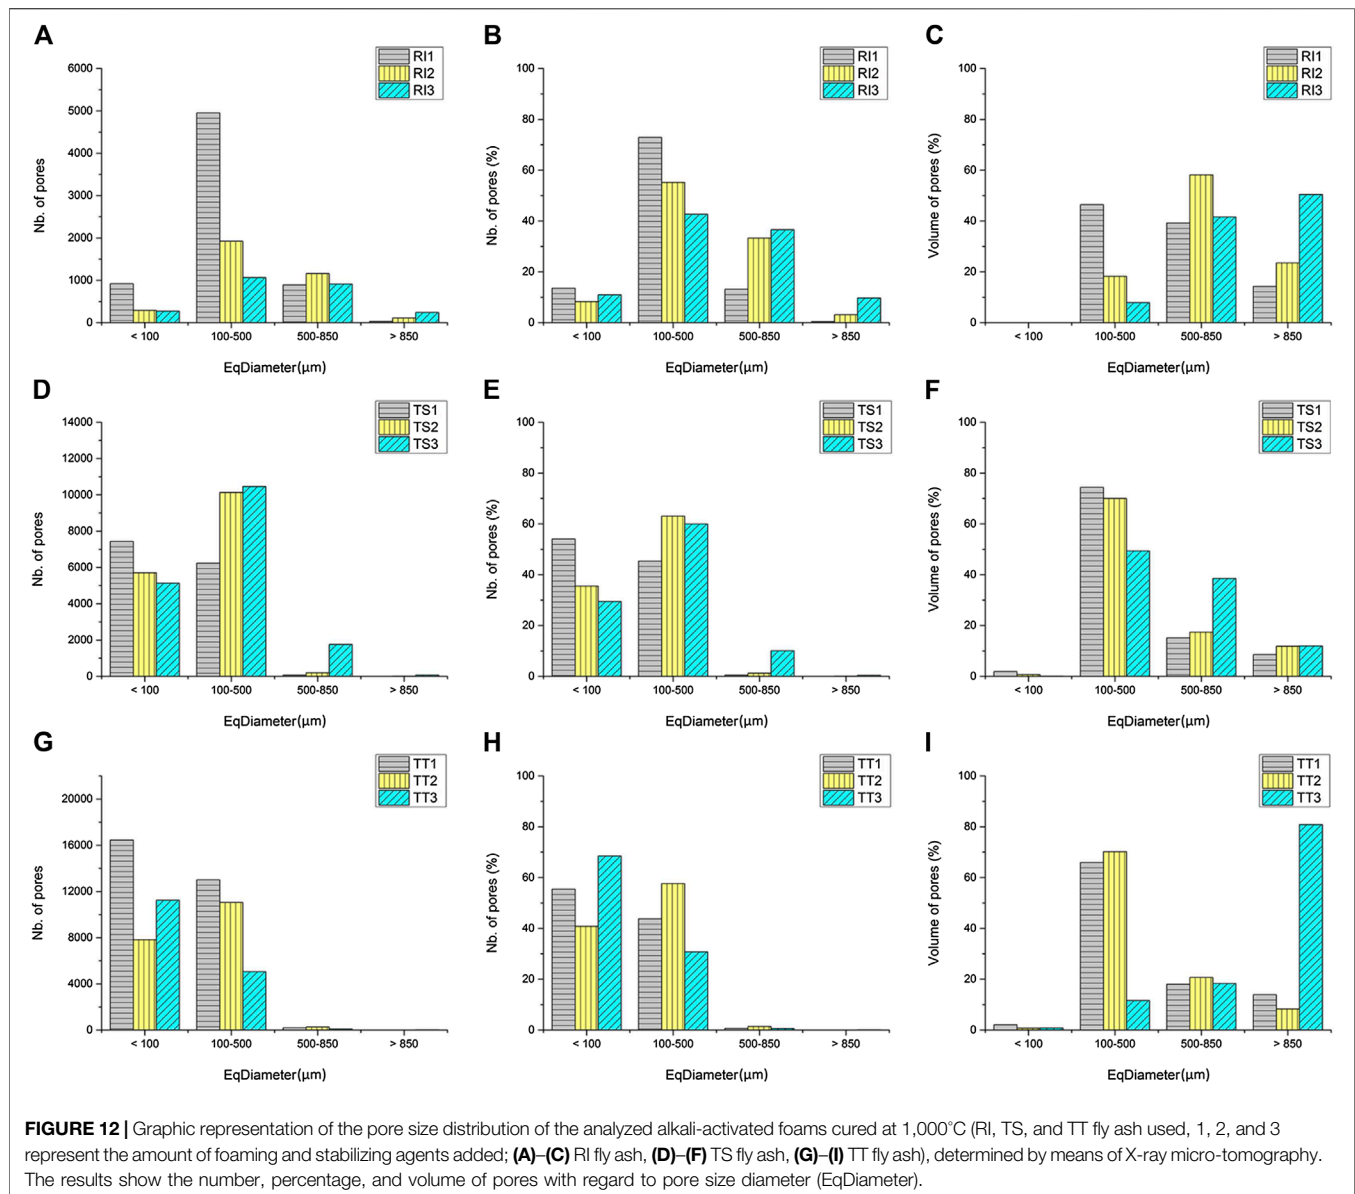 A
RI1
RI2
RI3
6000
5000
4000
3000
2000
1000
0
Nb. of pores
< 100
100-500
500-850
> 850
EqDiameter(µm)
B
RI1
RI2
RI3
100
80
60
40
20
0
Nb. of pores (%)
< 100
100-500
500-850
> 850
EqDiameter(µm)
C
RI1
RI2
RI3
100
80
60
40
20
0
Volume of pores (%)
< 100
100-500
500-850
> 850
EqDiameter(µm)
D
TS1
TS2
TS3
14000
12000
10000
8000
6000
4000
2000
0
Nb. of pores
< 100
100-500
500-850
> 850
EqDiameter(µm)
E
TS1
TS2
TS3
100
80
60
40
20
0
Nb. of pores (%)
< 100
100-500
500-850
> 850
EqDiameter(µm)
F
TS1
TS2
TS3
100
80
60
40
20
0
Volume of pores (%)
< 100
100-500
500-850
> 850
EqDiameter(µm)
G
TT1
TT2
TT3
20000
16000
12000
8000
4000
0
Nb. of pores
< 100
100-500
500-850
> 850
EqDiameter(µm)
H
TT1
TT2
TT3
100
80
60
40
20
0
Nb. of pores (%)
< 100
100-500
500-850
> 850
EqDiameter(µm)
I
TT1
TT2
TT3
100
80
60
40
20
0
Volume of pores (%)
< 100
100-500
500-850
> 850
EqDiameter(µm)
FIGURE 12 | Graphic representation of the pore size distribution of the analyzed alkali-activated foams cured at 1,000°C (RI, TS, and TT fly ash used, 1, 2, and 3
represent the amount of foaming and stabilizing agents added; (A)–(C) RI fly ash, (D)–(F) TS fly ash, (G)–(I) TT fly ash), determined by means of X-ray micro-tomography.
The results show the number, percentage, and volume of pores with regard to pore size diameter (EqDiameter).